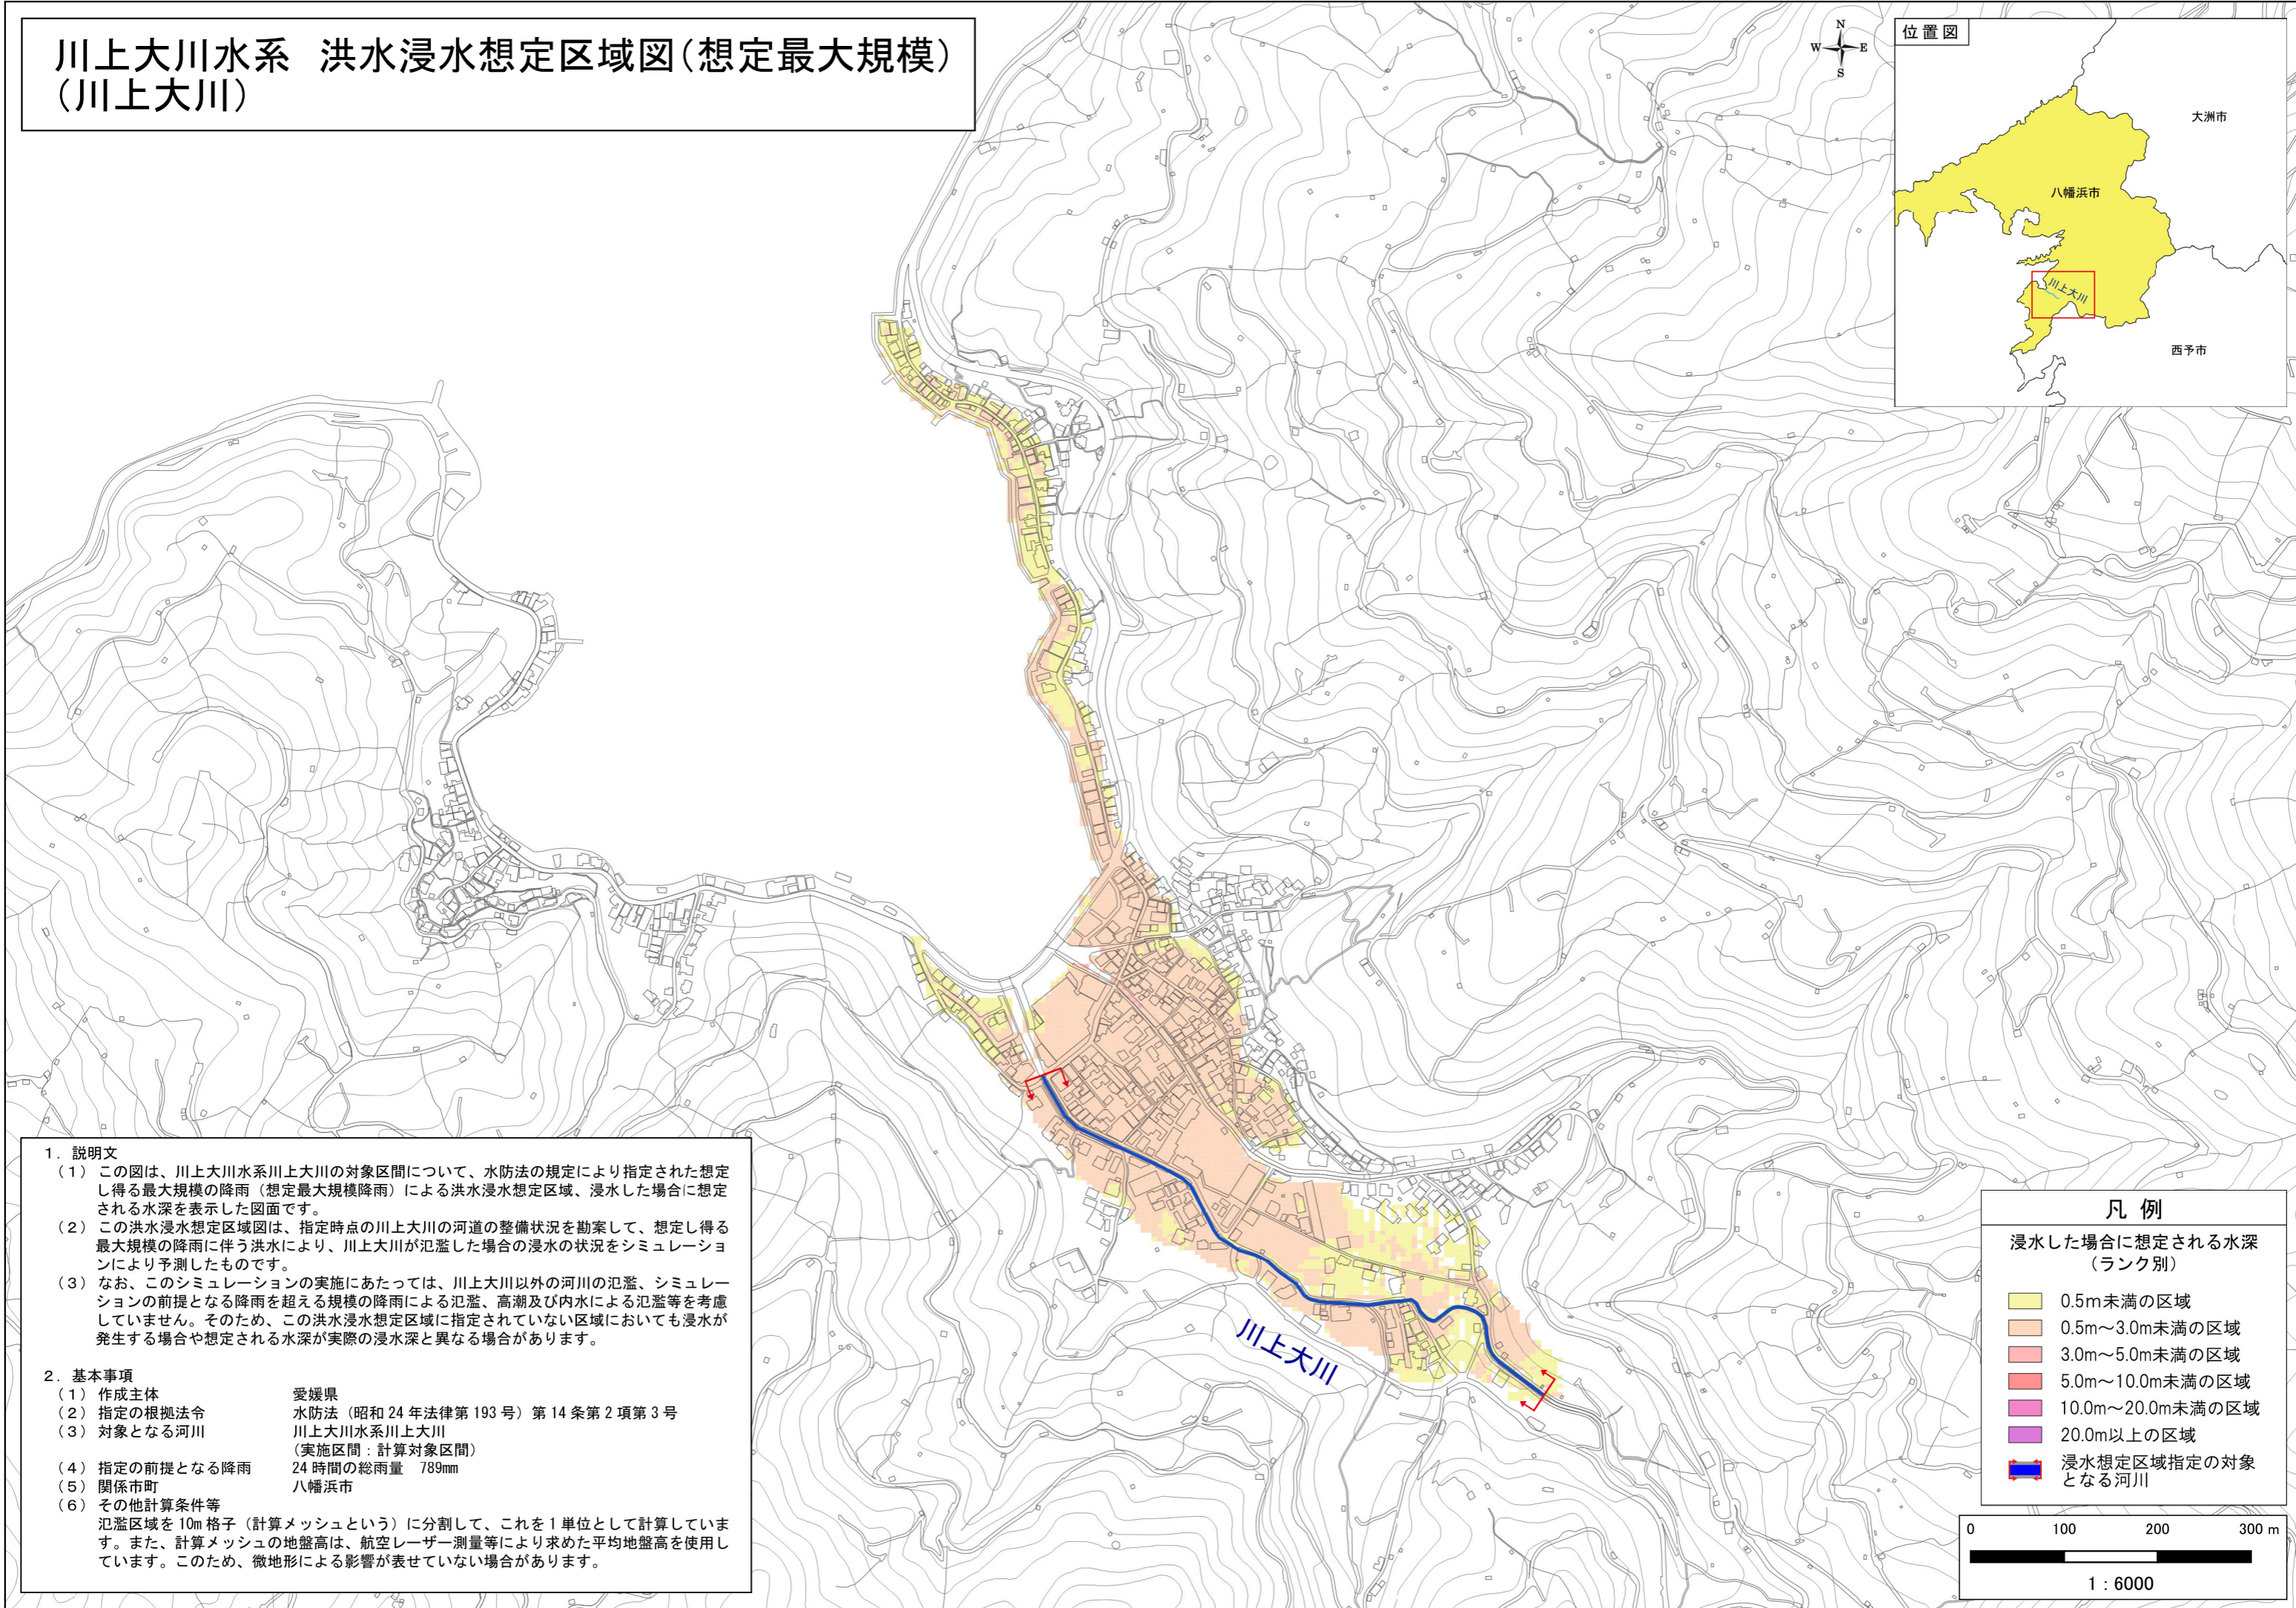 川上大川水系 洪水浸水想定区域図(想定最大規模)
(川上大川)
N
W
E
S
位置図
大洲市
八幡浜市
川上大川
西予市
川上大川
1. 説明文
(1) この図は、川上大川水系川上大川の対象区間について、水防法の規定により指定された想定
し得る最大規模の降雨(想定最大規模降雨)による洪水浸水想定区域、浸水した場合に想定
される水深を表示した図面です。
(2) この洪水浸水想定区域図は、指定時点の川上大川の河道の整備状況を勘案して、想定し得る
最大規模の降雨に伴う洪水により、川上大川が氾濫した場合の浸水の状況をシミュレーショ
ンにより予測したものです。
(3) なお、このシミュレーションの実施にあたっては、川上大川以外の河川の氾濫、シミュレー
ションの前提となる降雨を超える規模の降雨による氾濫、高潮及び内水による氾濫等を考慮
していません。そのため、この洪水浸水想定区域に指定されていない区域においても浸水が
発生する場合や想定される水深が実際の浸水深と異なる場合があります。
2. 基本事項
(1) 作成主体 愛媛県
(2) 指定の根拠法令 水防法(昭和24年法律第193号)第14条第2項第3号
(3) 対象となる河川 川上大川水系川上大川
(実施区間:計算対象区間)
(4) 指定の前提となる降雨 24時間の総雨量 789mm
(5) 関係市町 八幡浜市
(6) その他計算条件等
氾濫区域を10m格子(計算メッシュという)に分割して、これを1単位として計算していま
す。また、計算メッシュの地盤高は、航空レーザー測量等により求めた平均地盤高を使用し
ています。このため、微地形による影響が表せていない場合があります。
凡例
浸水した場合に想定される水深
(ランク別)
0.5m未満の区域
0.5m~3.0m未満の区域
3.0m~5.0m未満の区域
5.0m~10.0m未満の区域
10.0m~20.0m未満の区域
20.0m以上の区域
浸水想定区域指定の対象
となる河川
0 100 200 300 m
1:6000